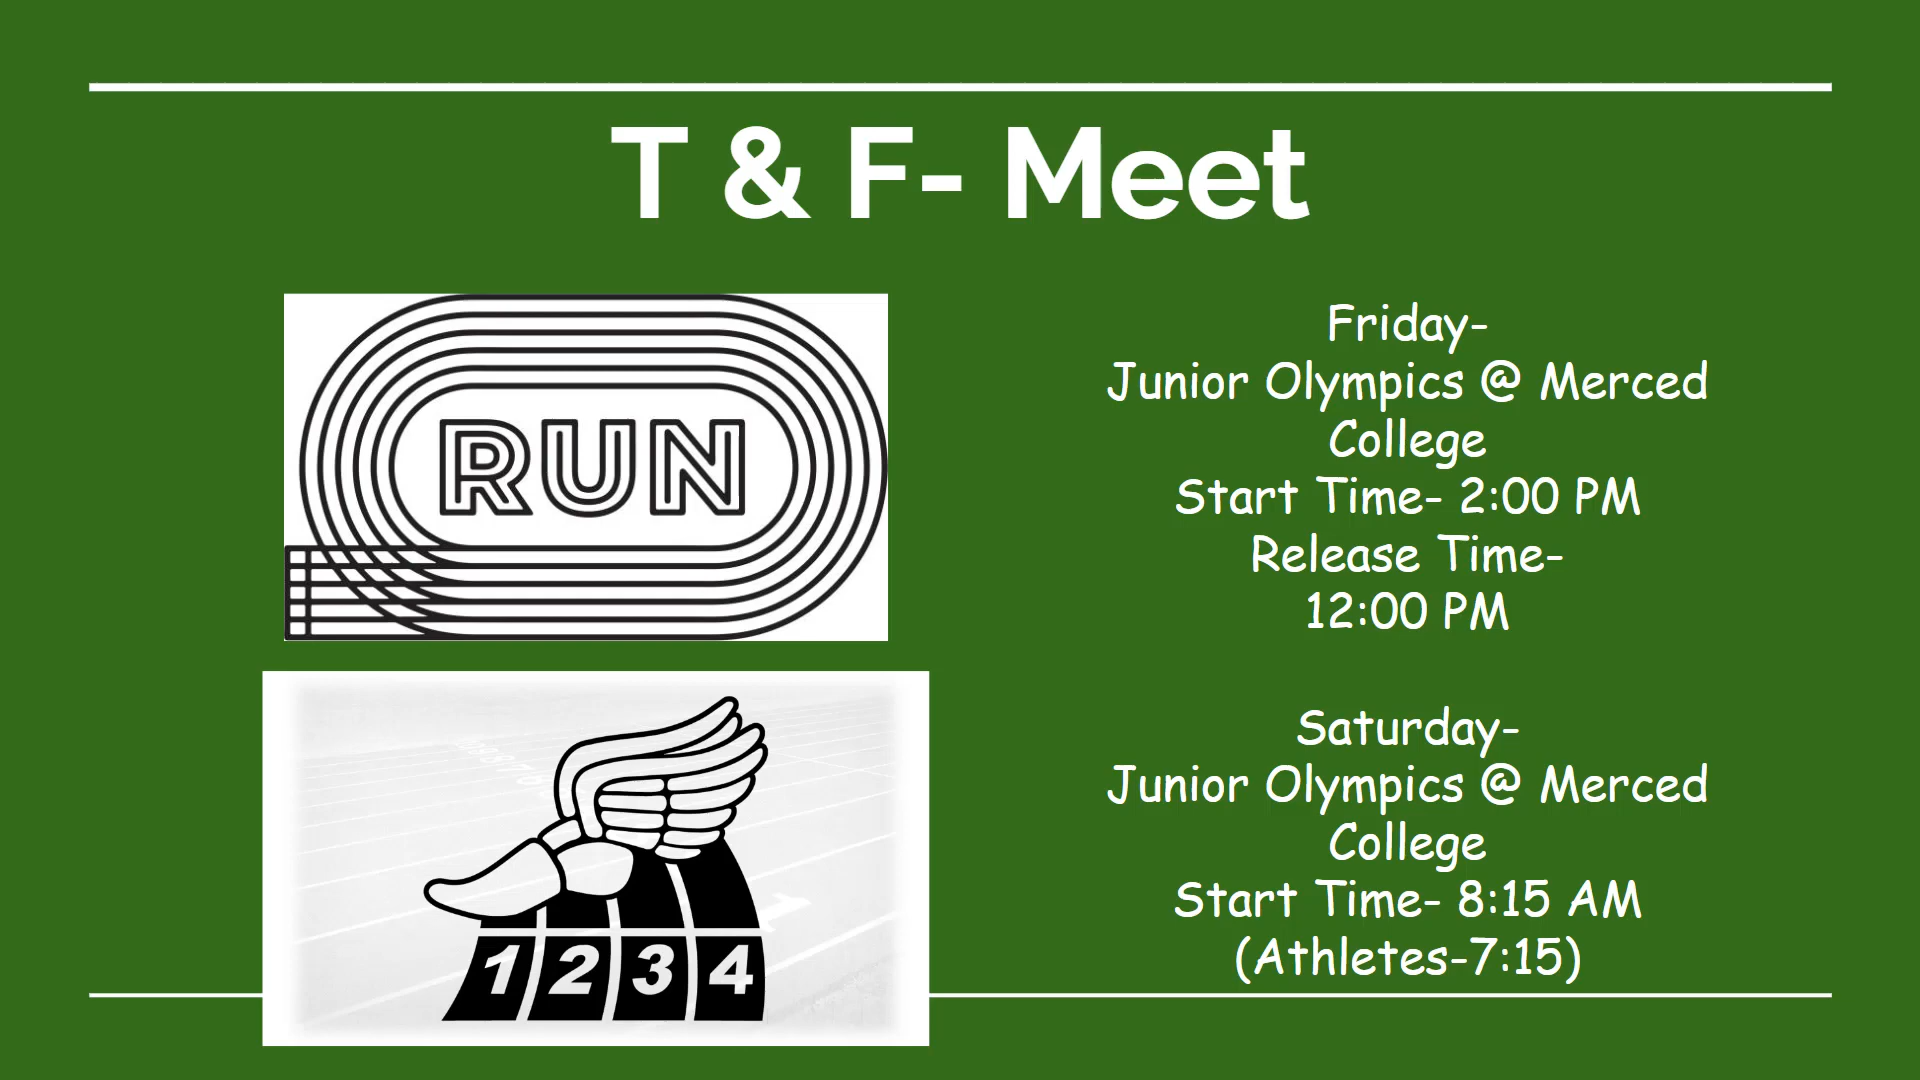 T & F- Meet
RUN
Friday-
Junior Olympics @ Merced
College
Start Time- 2:00 PM
Release Time-
12:00 PM
Saturday-
Junior Olympics @ Merced
College
Start Time- 8:15 AM
(Athletes-7:15)
1 2 3 4